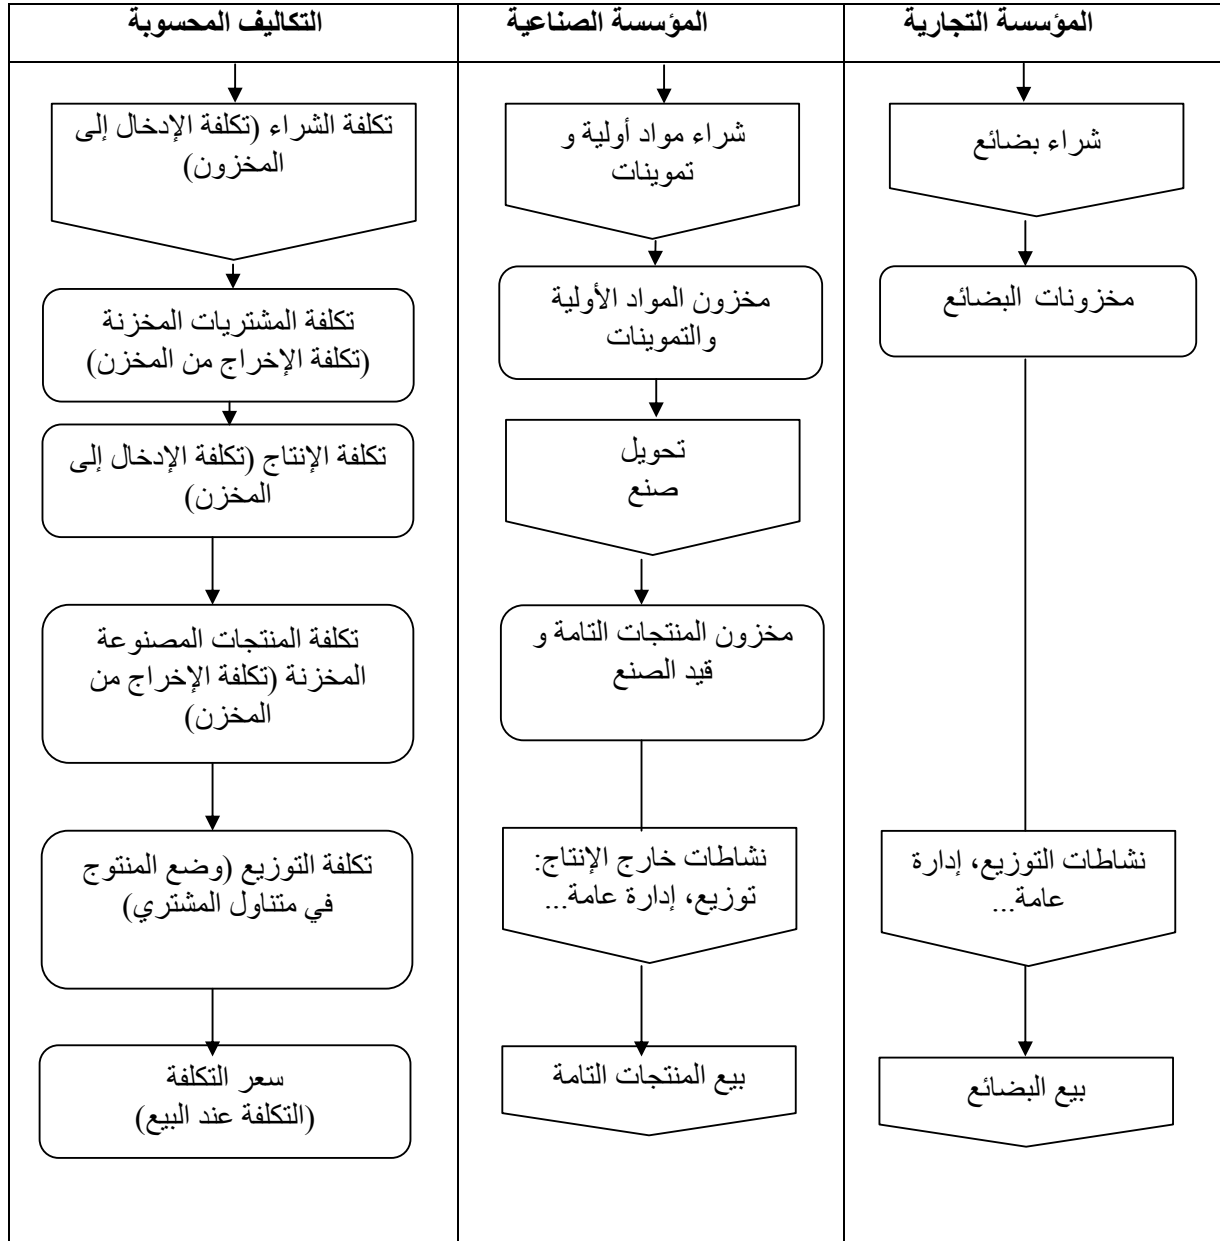 المؤسسة التجارية
المؤسسة الصناعية
التكاليف المحسوبة
شراء بضائع
شراء مواد أولية و
تموينات
تكلفة الشراء (تكلفة الإدخال إلى
المخزون)
مخزونات البضائع
مخزون المواد الأولية
والتموينات
تكلفة المشتريات المخزنة
(تكلفة الإخراج من المخزن)
تحويل
صنع
تكلفة الإنتاج (تكلفة الإدخال إلى
المخزن)
مخزون المنتجات التامة و
قيد الصنع
تكلفة المنتجات المصنوعة
المخزنة (تكلفة الإخراج من
المخزن)
نشاطات التوزيع، إدارة
عامة...
نشاطات خارج الإنتاج:
توزيع، إدارة عامة...
تكلفة التوزيع (وضع المنتوج
في متناول المشتري)
بيع البضائع
بيع المنتجات التامة
سعر التكلفة
(التكلفة عند البيع)